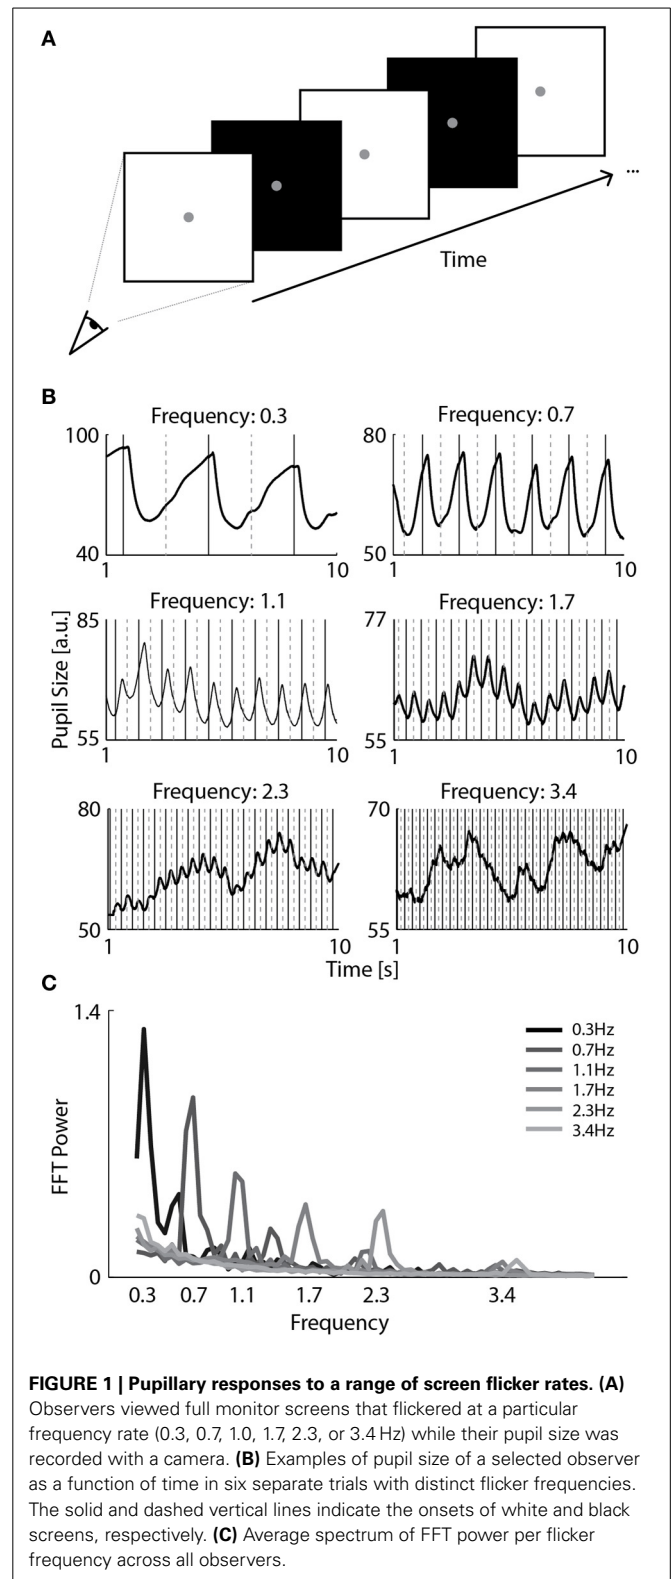 A
...
Time
B
Frequency: 0.3
Frequency: 0.7
100
80
40
50
1
10
1
10
Frequency: 1.1
Frequency: 1.7
85
77
Pupil Size [a.u.]
55
55
1
10
1
10
Frequency: 2.3
Frequency: 3.4
80
70
50
55
1
10
1
10
Time [s]
C
1.4
0.3Hz
0.7Hz
1.1Hz
1.7Hz
2.3Hz
3.4Hz
FFT Power
0
0.3 0.7 1.1 1.7 2.3 3.4
Frequency
FIGURE 1 | Pupillary responses to a range of screen flicker rates. (A)
Observers viewed full monitor screens that flickered at a particular
frequency rate (0.3, 0.7, 1.0, 1.7, 2.3, or 3.4 Hz) while their pupil size was
recorded with a camera. (B) Examples of pupil size of a selected observer
as a function of time in six separate trials with distinct flicker frequencies.
The solid and dashed vertical lines indicate the onsets of white and black
screens, respectively. (C) Average spectrum of FFT power per flicker
frequency across all observers.